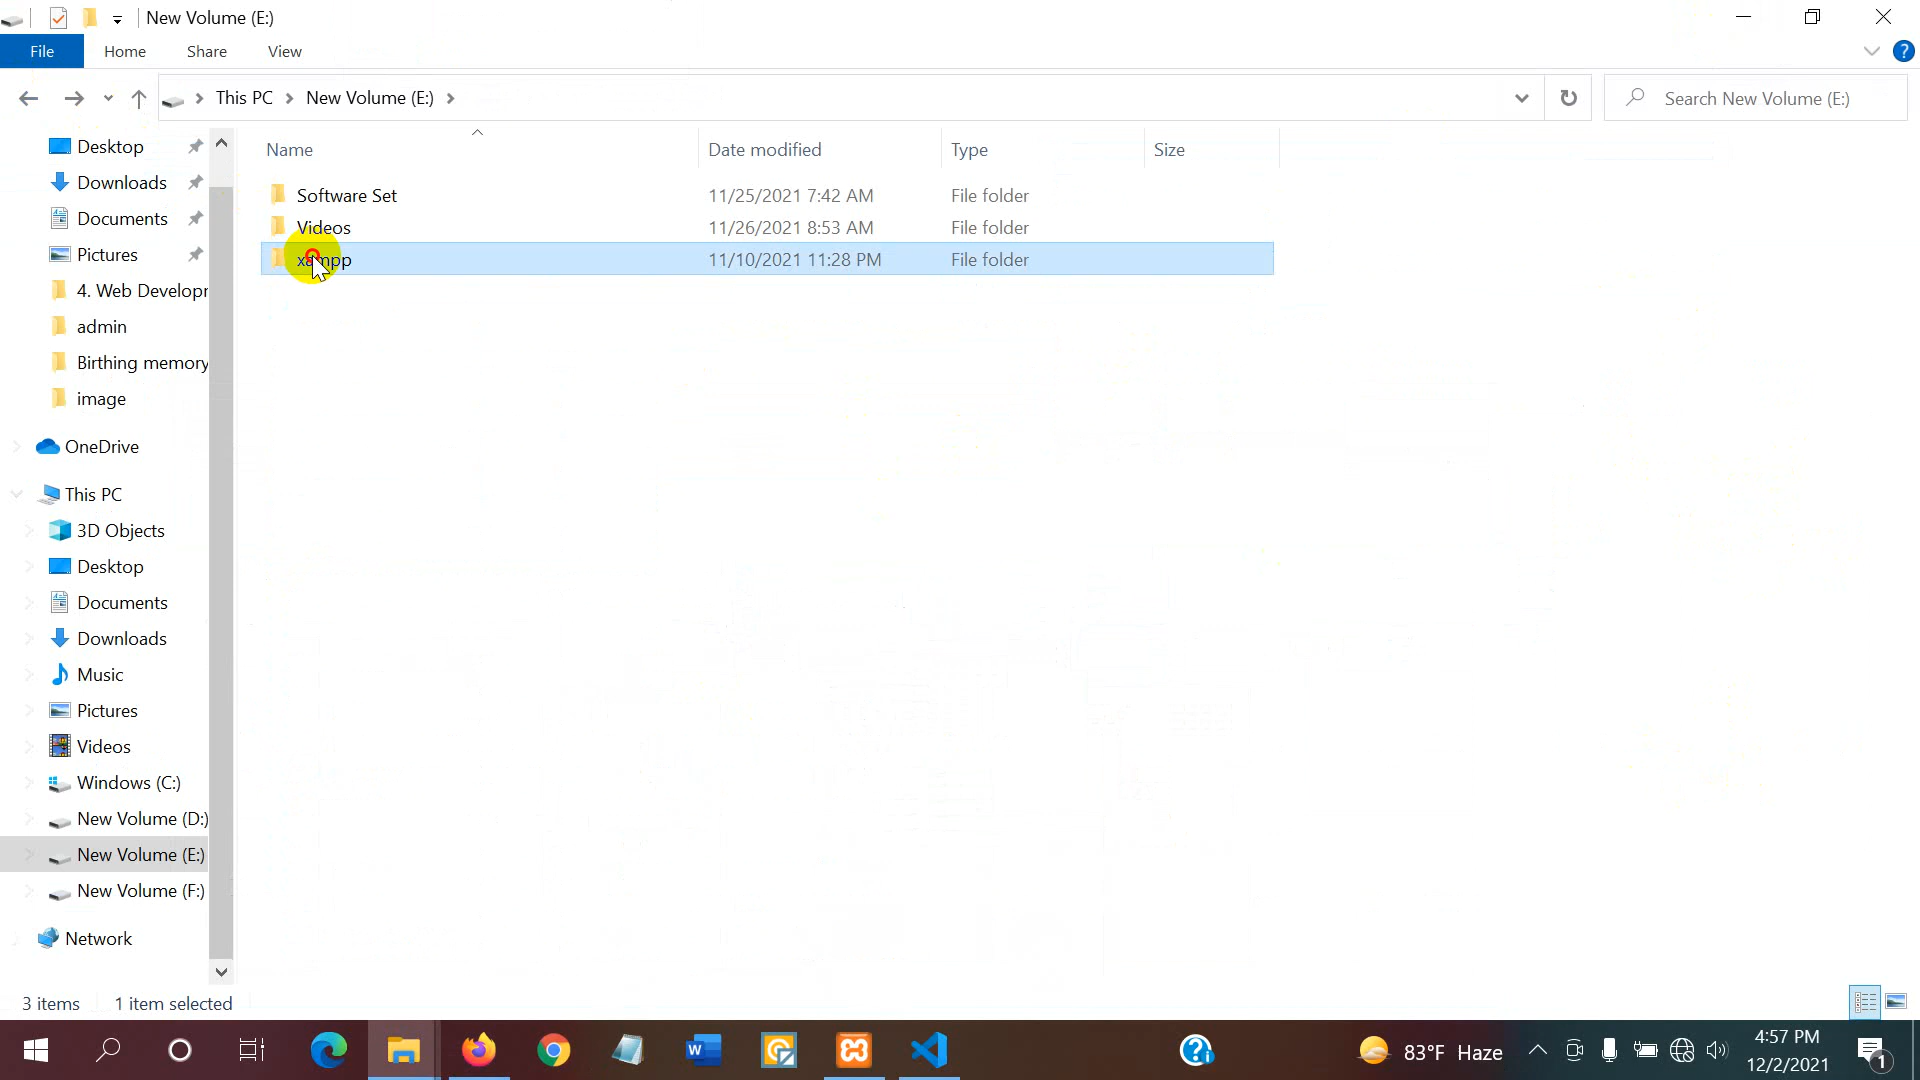 New Volume (E:)
File Home Share View
This PC New Volume (E:)
Search New Volume (E:)
Name Date modified Type Size
Software Set 11/25/2021 7:42 AM File folder
Videos 11/26/2021 8:53 AM File folder
xampp 11/10/2021 11:28 PM File folder
Desktop
Downloads
Documents
Pictures
4. Web Developr
admin
Birthing memory
image
OneDrive
This PC
3D Objects
Desktop
Documents
Downloads
Music
Pictures
Videos
Windows (C:)
New Volume (D:)
New Volume (E:)
New Volume (F:)
Network
3 items 1 item selected
83°F Haze
4:57 PM
12/2/2021
1